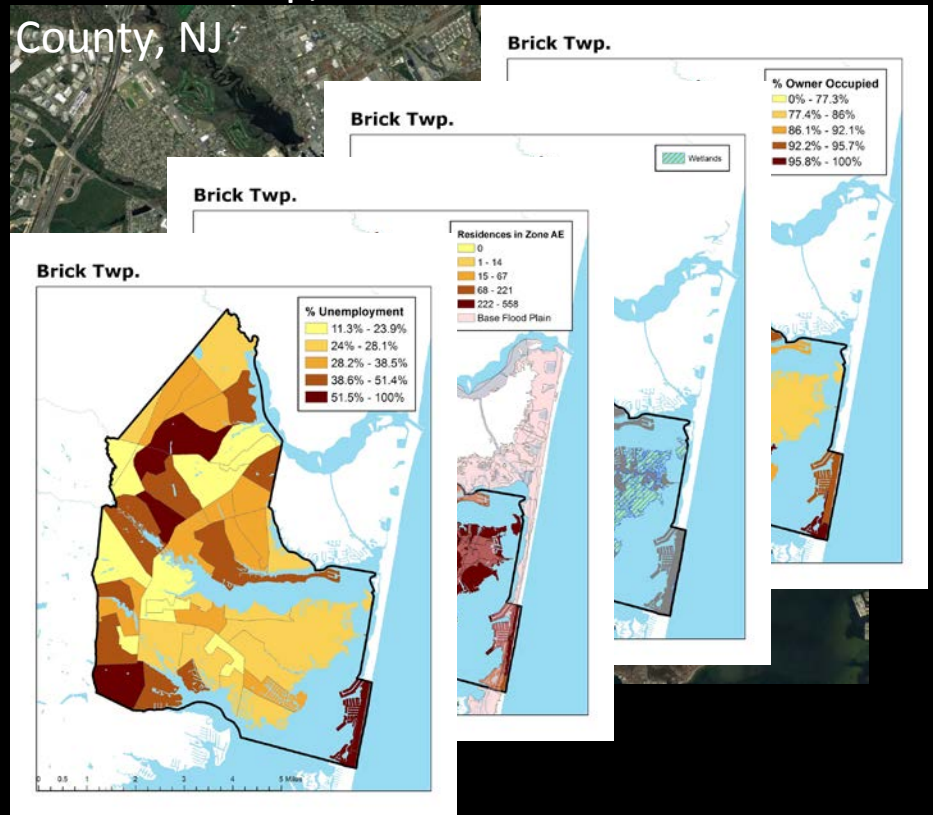 County, NJ
Brick Twp.
% Owner Occupied
0% - 77.3%
77.4% - 86%
86.1% - 92.1%
92.2% - 95.7%
95.8% - 100%
Brick Twp.
Wetlands
Brick Twp.
Residences in Zone AE
0
1 - 14
15 - 67
68 - 221
222 - 558
Base Flood Plain
Brick Twp.
% Unemployment
11.3% - 23.9%
24% - 28.1%
28.2% - 38.5%
38.6% - 51.4%
51.5% - 100%
0 0.5 1 2 3 4 5 Miles